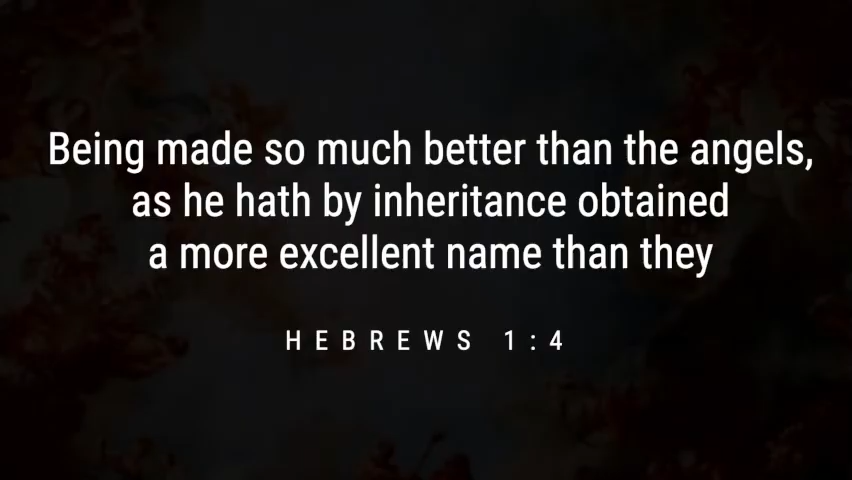 Being made so much better than the angels,
as he hath by inheritance obtained
a more excellent name than they
HEBREWS 1:4